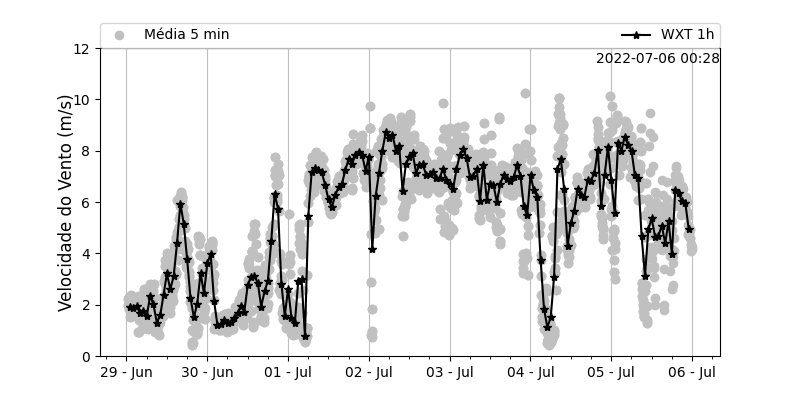 Média 5 min
WXT 1h
2022-07-06 00:28
Velocidade do Vento (m/s)
12
10
8
6
4
2
0
29 - Jun
30 - Jun
01 - Jul
02 - Jul
03 - Jul
04 - Jul
05 - Jul
06 - Jul